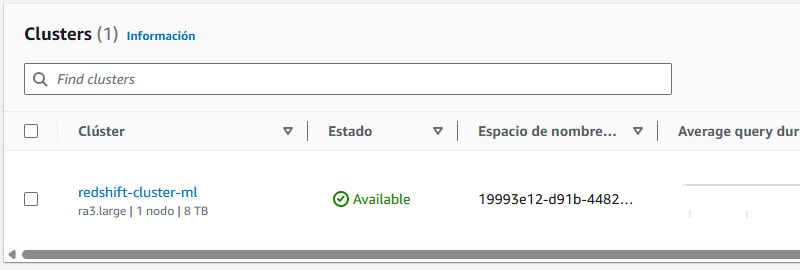 Clusters (1) Información
Find clusters
Clúster Estado Espacio de nombre... Average query dur
redshift-cluster-ml Available 19993e12-d91b-4482...
ra3.large | 1 nodo | 8 TB